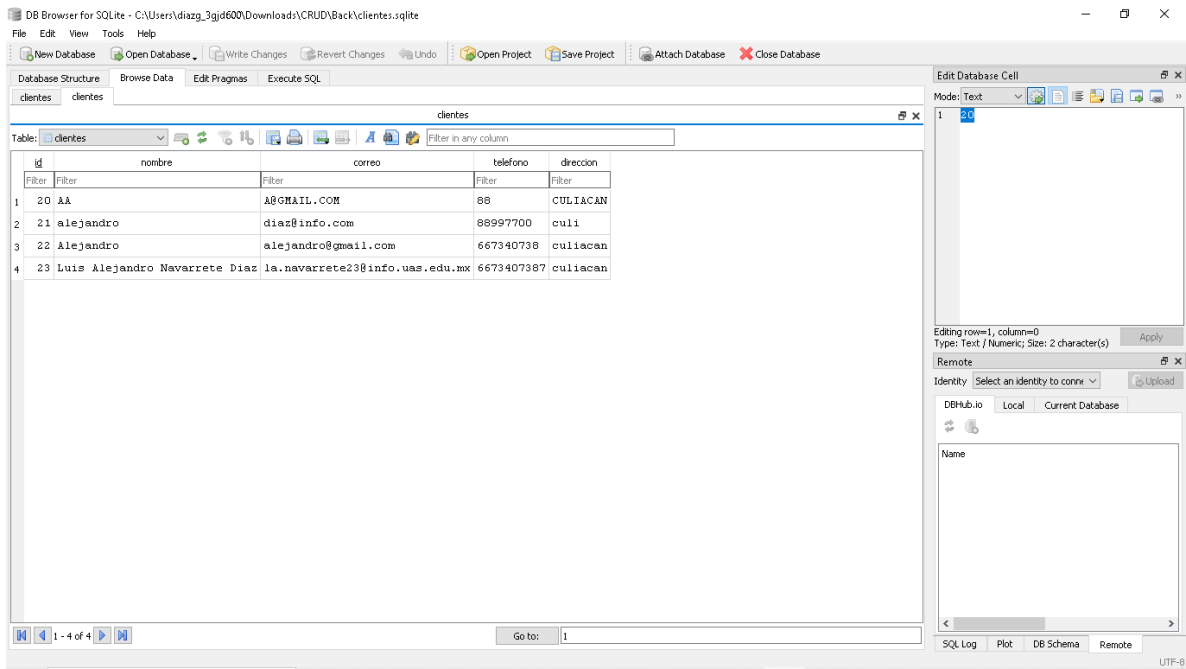 DB Browser for SQLite - C:\Users\diazg_3gjd600\Downloads\CRUD\Back\clientes.sqlite
File Edit View Tools Help
New Database Open Database Write Changes Revert Changes Undo Open Project Save Project Attach Database Close Database
Database Structure Browse Data Edit Pragmas Execute SQL
clientes clientes
clientes
Table: clientes Filter in any column
id nombre correo telefono direccion
Filter Filter Filter Filter Filter
1 20 AA A@GMAIL.COM 88 CULIACAN
2 21 alejandro diaz@info.com 88997700 culi
3 22 Alejandro alejandro@gmail.com 667340738 culiacan
4 23 Luis Alejandro Navarrete Diaz la.navarrete23@info.uas.edu.mx 6673407387 culiacan
1 - 4 of 4 Go to: 1
Edit Database Cell
Mode: Text »
1 20
Editing row=1, column=0
Type: Text / Numeric; Size: 2 character(s)
Apply
Remote
Identity Select an identity to conne Upload
DBHub.io Local Current Database
Name
SQL Log Plot DB Schema Remote
UTF-8